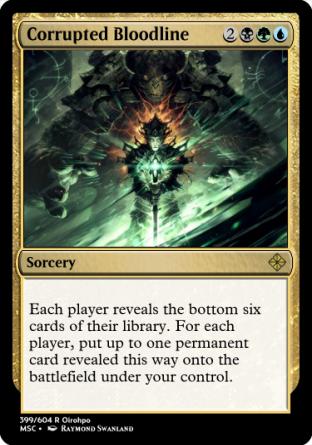 Corrupted Bloodline 2
Sorcery
Each player reveals the bottom six
cards of their library. For each
player, put up to one permanent
card revealed this way onto the
battlefield under your control.
399/604 R Oirohpo
MSC • Raymond Swanland